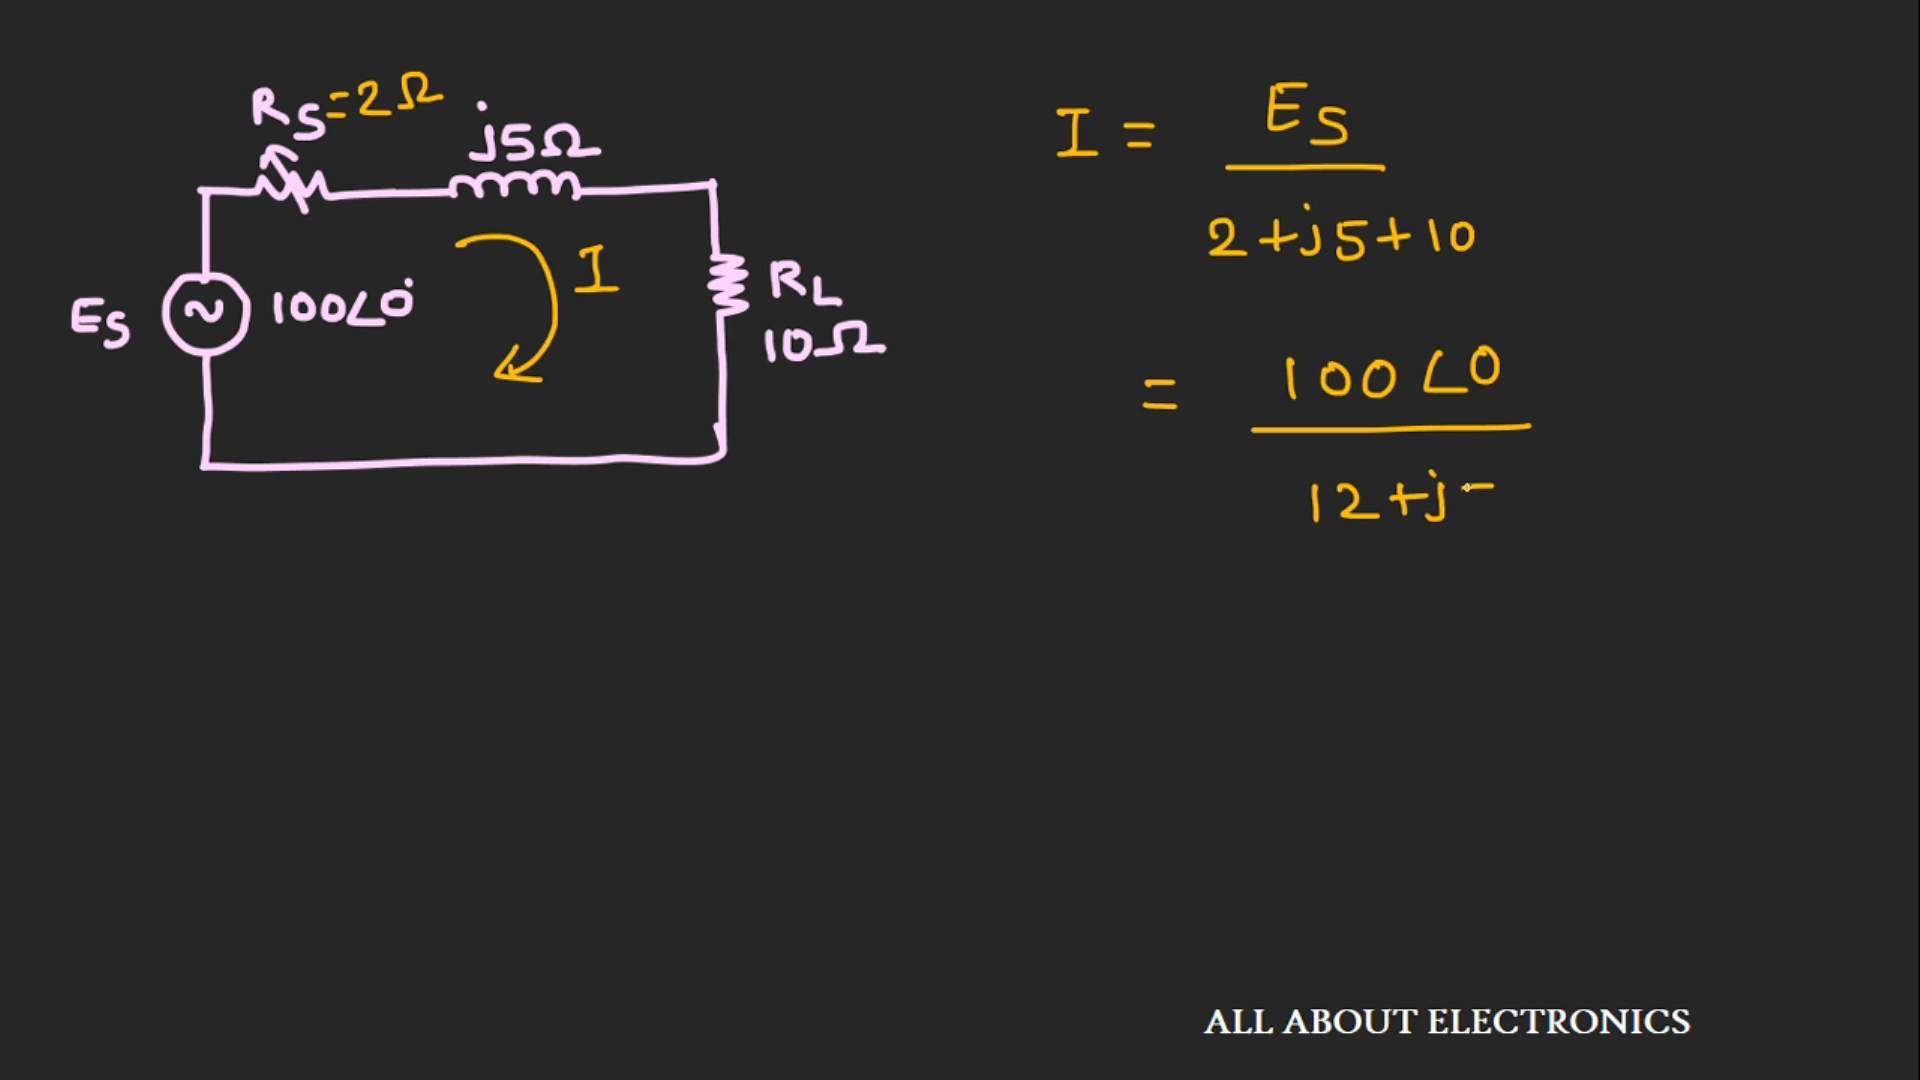 Rs=2Ω
j5Ω
Es
100∠0°
I
RL
10Ω
I = Es
2+j5+10
= 100∠0
12+j
ALL ABOUT ELECTRONICS